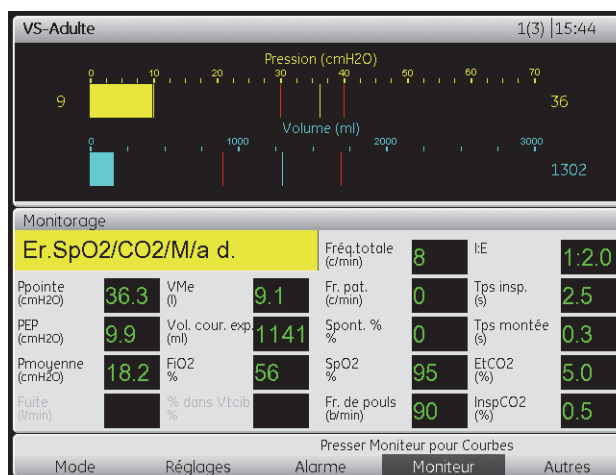 VS-Adulte 1(3) |15:44
Pression (cmH2O)
0 10 20 30 40 50 60 70
9 36
Volume (ml)
0 1000 2000 3000
1302
Monitorage
Er.SpO2/CO2/M/a d.
Fréq.totale (c/min) 8 I:E 1:2.0
Ppointe (cmH2O) 36.3 VMe (l) 9.1 Fr. pat. (c/min) 0 Tps insp. (s) 2.5
PEP (cmH2O) 9.9 Vol. cour. exp. (ml) 1141 Spont. % % 0 Tps montée (s) 0.3
Pmoyenne (cmH2O) 18.2 FiO2 % 56 SpO2 % 95 EtCO2 (%) 5.0
Fuite (l/min) % dans Vtcib % Fr. de pouls (b/min) 90 InspCO2 (%) 0.5
Presser Moniteur pour Courbes
Mode Réglages Alarme Moniteur Autres